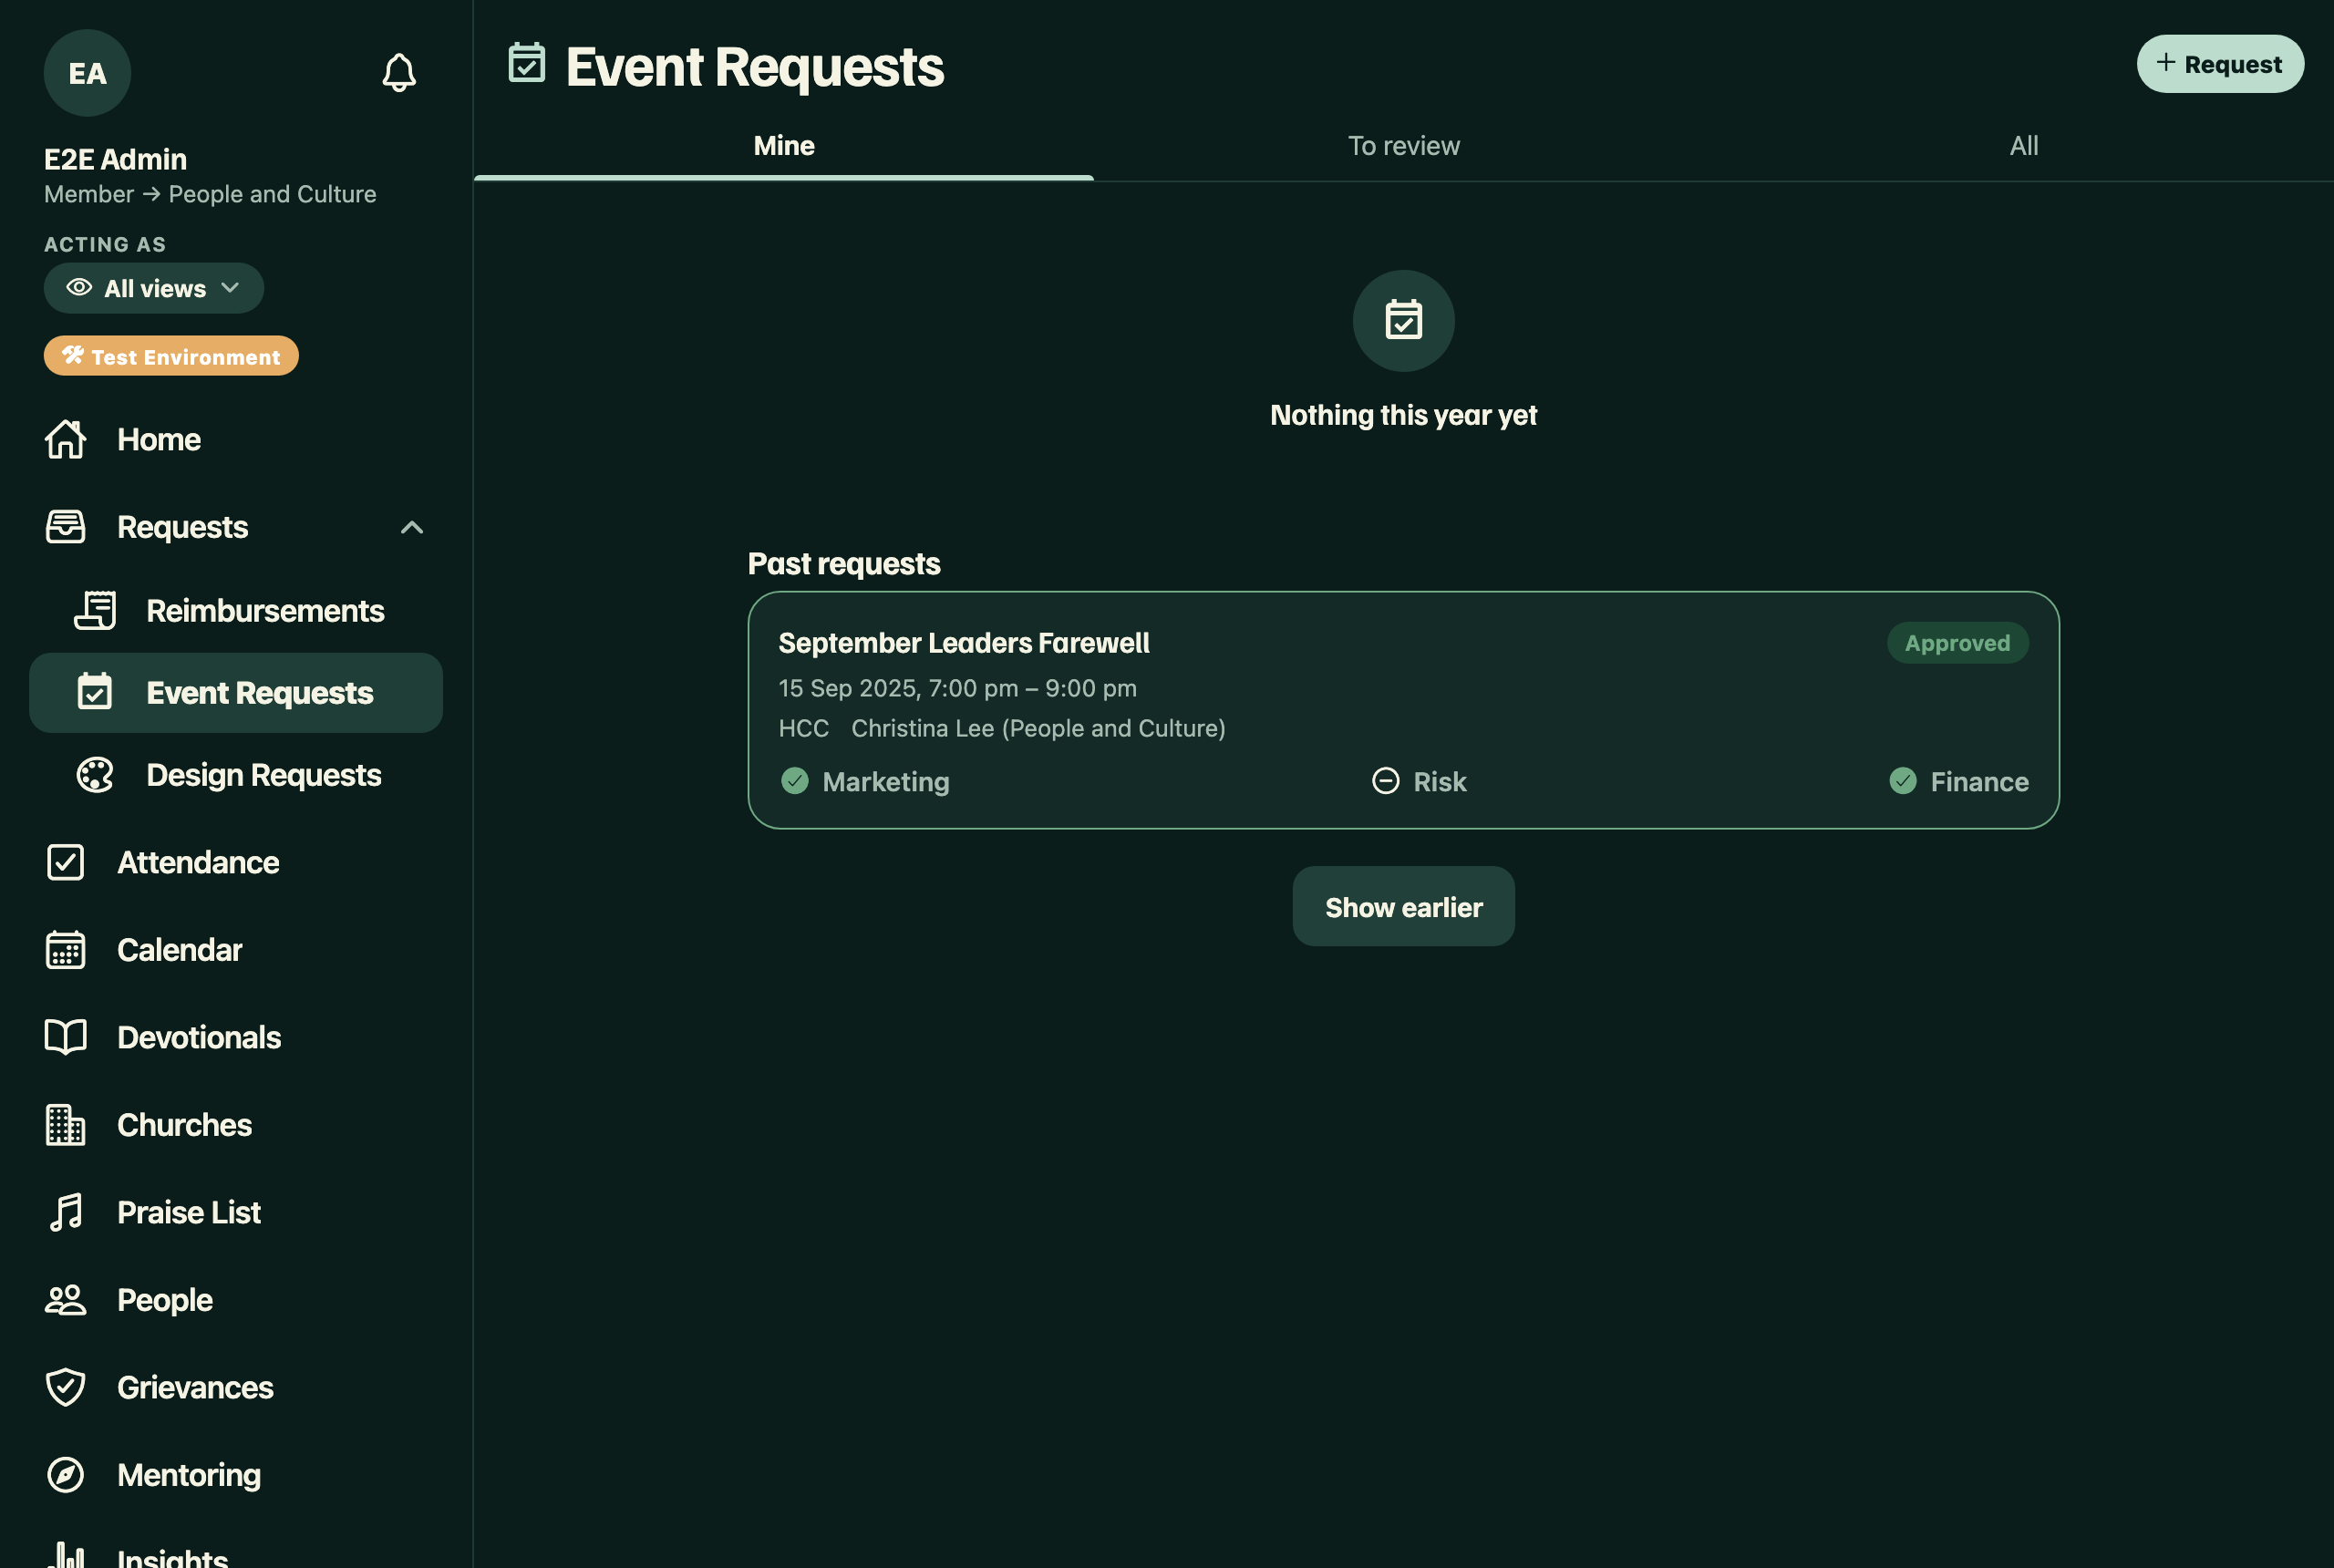 EA
E2E Admin
Member → People and Culture
ACTING AS
All views
Test Environment
Home
Requests
Reimbursements
Event Requests
Design Requests
Attendance
Calendar
Devotionals
Churches
Praise List
People
Grievances
Mentoring
Insights
Event Requests
+ Request
Mine
To review
All
Nothing this year yet
Past requests
September Leaders Farewell
Approved
15 Sep 2025, 7:00 pm – 9:00 pm
HCC Christina Lee (People and Culture)
Marketing
Risk
Finance
Show earlier